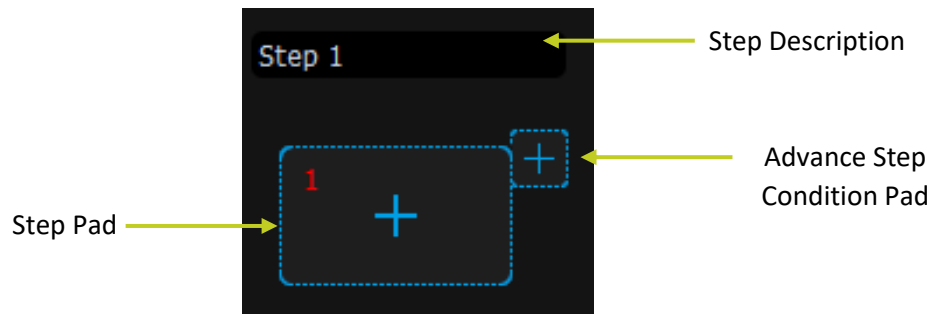 Step Description
Step 1
Advance Step
Condition Pad
1
Step Pad